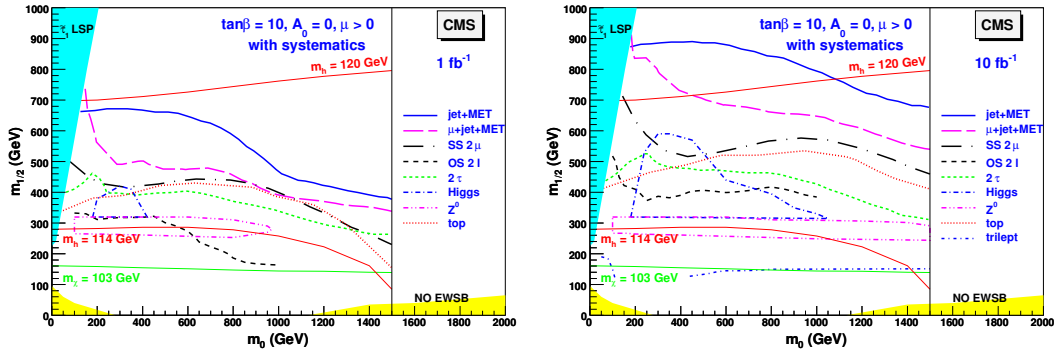 tanβ = 10, A0 = 0, μ > 0
with systematics
CMS
τ̃1 LSP
mh = 120 GeV
1 fb-1
jet+MET
μ+jet+MET
SS 2 μ
OS 2 l
2 τ
Higgs
Z0
top
mh = 114 GeV
mχ = 103 GeV
NO EWSB
m1/2 (GeV)
1000
900
800
700
600
500
400
300
200
100
0
0 200 400 600 800 1000 1200 1400 1600 1800 2000
m0 (GeV)
tanβ = 10, A0 = 0, μ > 0
with systematics
CMS
τ̃1 LSP
mh = 120 GeV
10 fb-1
jet+MET
μ+jet+MET
SS 2 μ
OS 2 l
2 τ
Higgs
Z0
top
trilept
mh = 114 GeV
mχ = 103 GeV
NO EWSB
m1/2 (GeV)
1000
900
800
700
600
500
400
300
200
100
0
0 200 400 600 800 1000 1200 1400 1600 1800 2000
m0 (GeV)